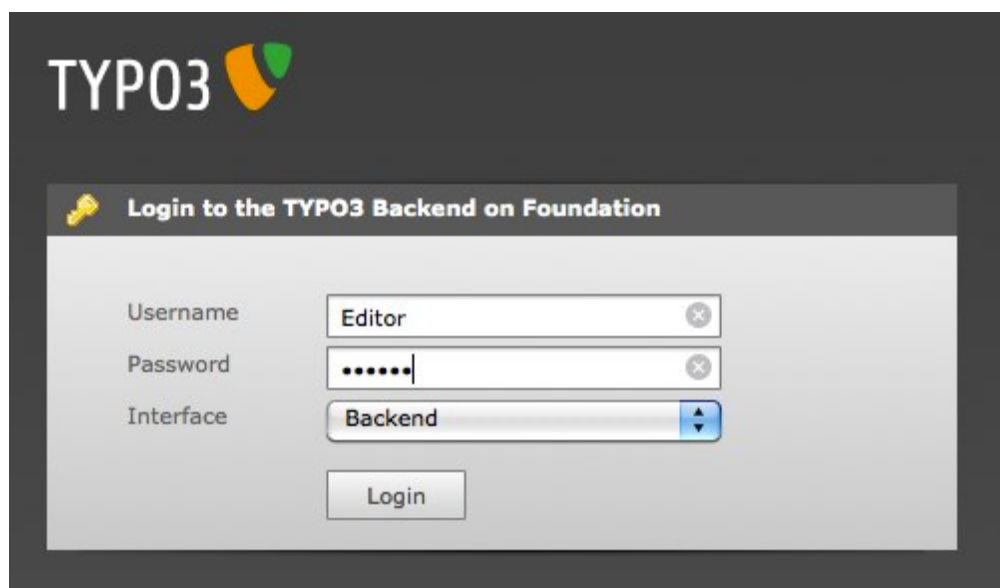 TYPO3
Login to the TYPO3 Backend on Foundation
Username Editor
Password ••••••
Interface Backend
Login